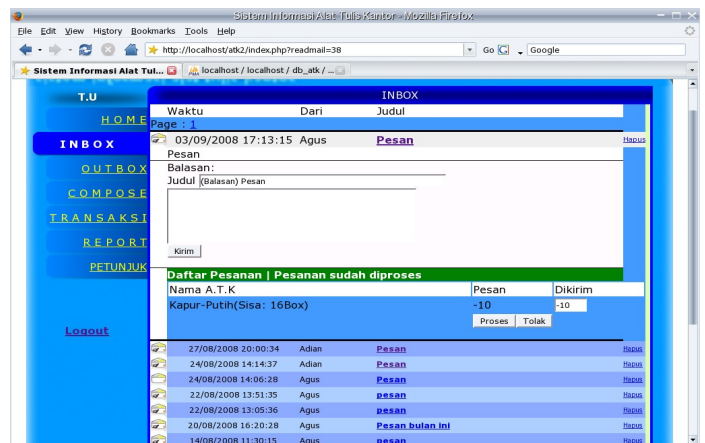 Sistem Informasi Alat Tulis Kantor - Mozilla Firefox
File Edit View History Bookmarks Tools Help
http://localhost/atk2/index.php?readmail=38 Go G Google
Sistem Informasi Alat Tul... localhost / localhost / db_atk / ...
T.U
HOME
INBOX
OUTBOX
COMPOSE
TRANSAKSI
REPORT
PETUNJUK
Logout
INBOX
Waktu Dari Judul
Page : 1
03/09/2008 17:13:15 Agus Pesan Hapus
Pesan
Balasan:
Judul (Balasan) Pesan
Kirim
Daftar Pesanan | Pesanan sudah diproses
Nama A.T.K Pesan Dikirim
Kapur-Putih(Sisa: 16Box) -10 -10
Proses Tolak
27/08/2008 20:00:34 Adian Pesan Hapus
24/08/2008 14:14:37 Adian Pesan Hapus
24/08/2008 14:06:28 Agus Pesan Hapus
22/08/2008 13:51:35 Agus pesan Hapus
22/08/2008 13:05:36 Agus pesan Hapus
20/08/2008 16:20:28 Agus Pesan bulan ini Hapus
14/08/2008 11:30:15 Agus pesan Hapus